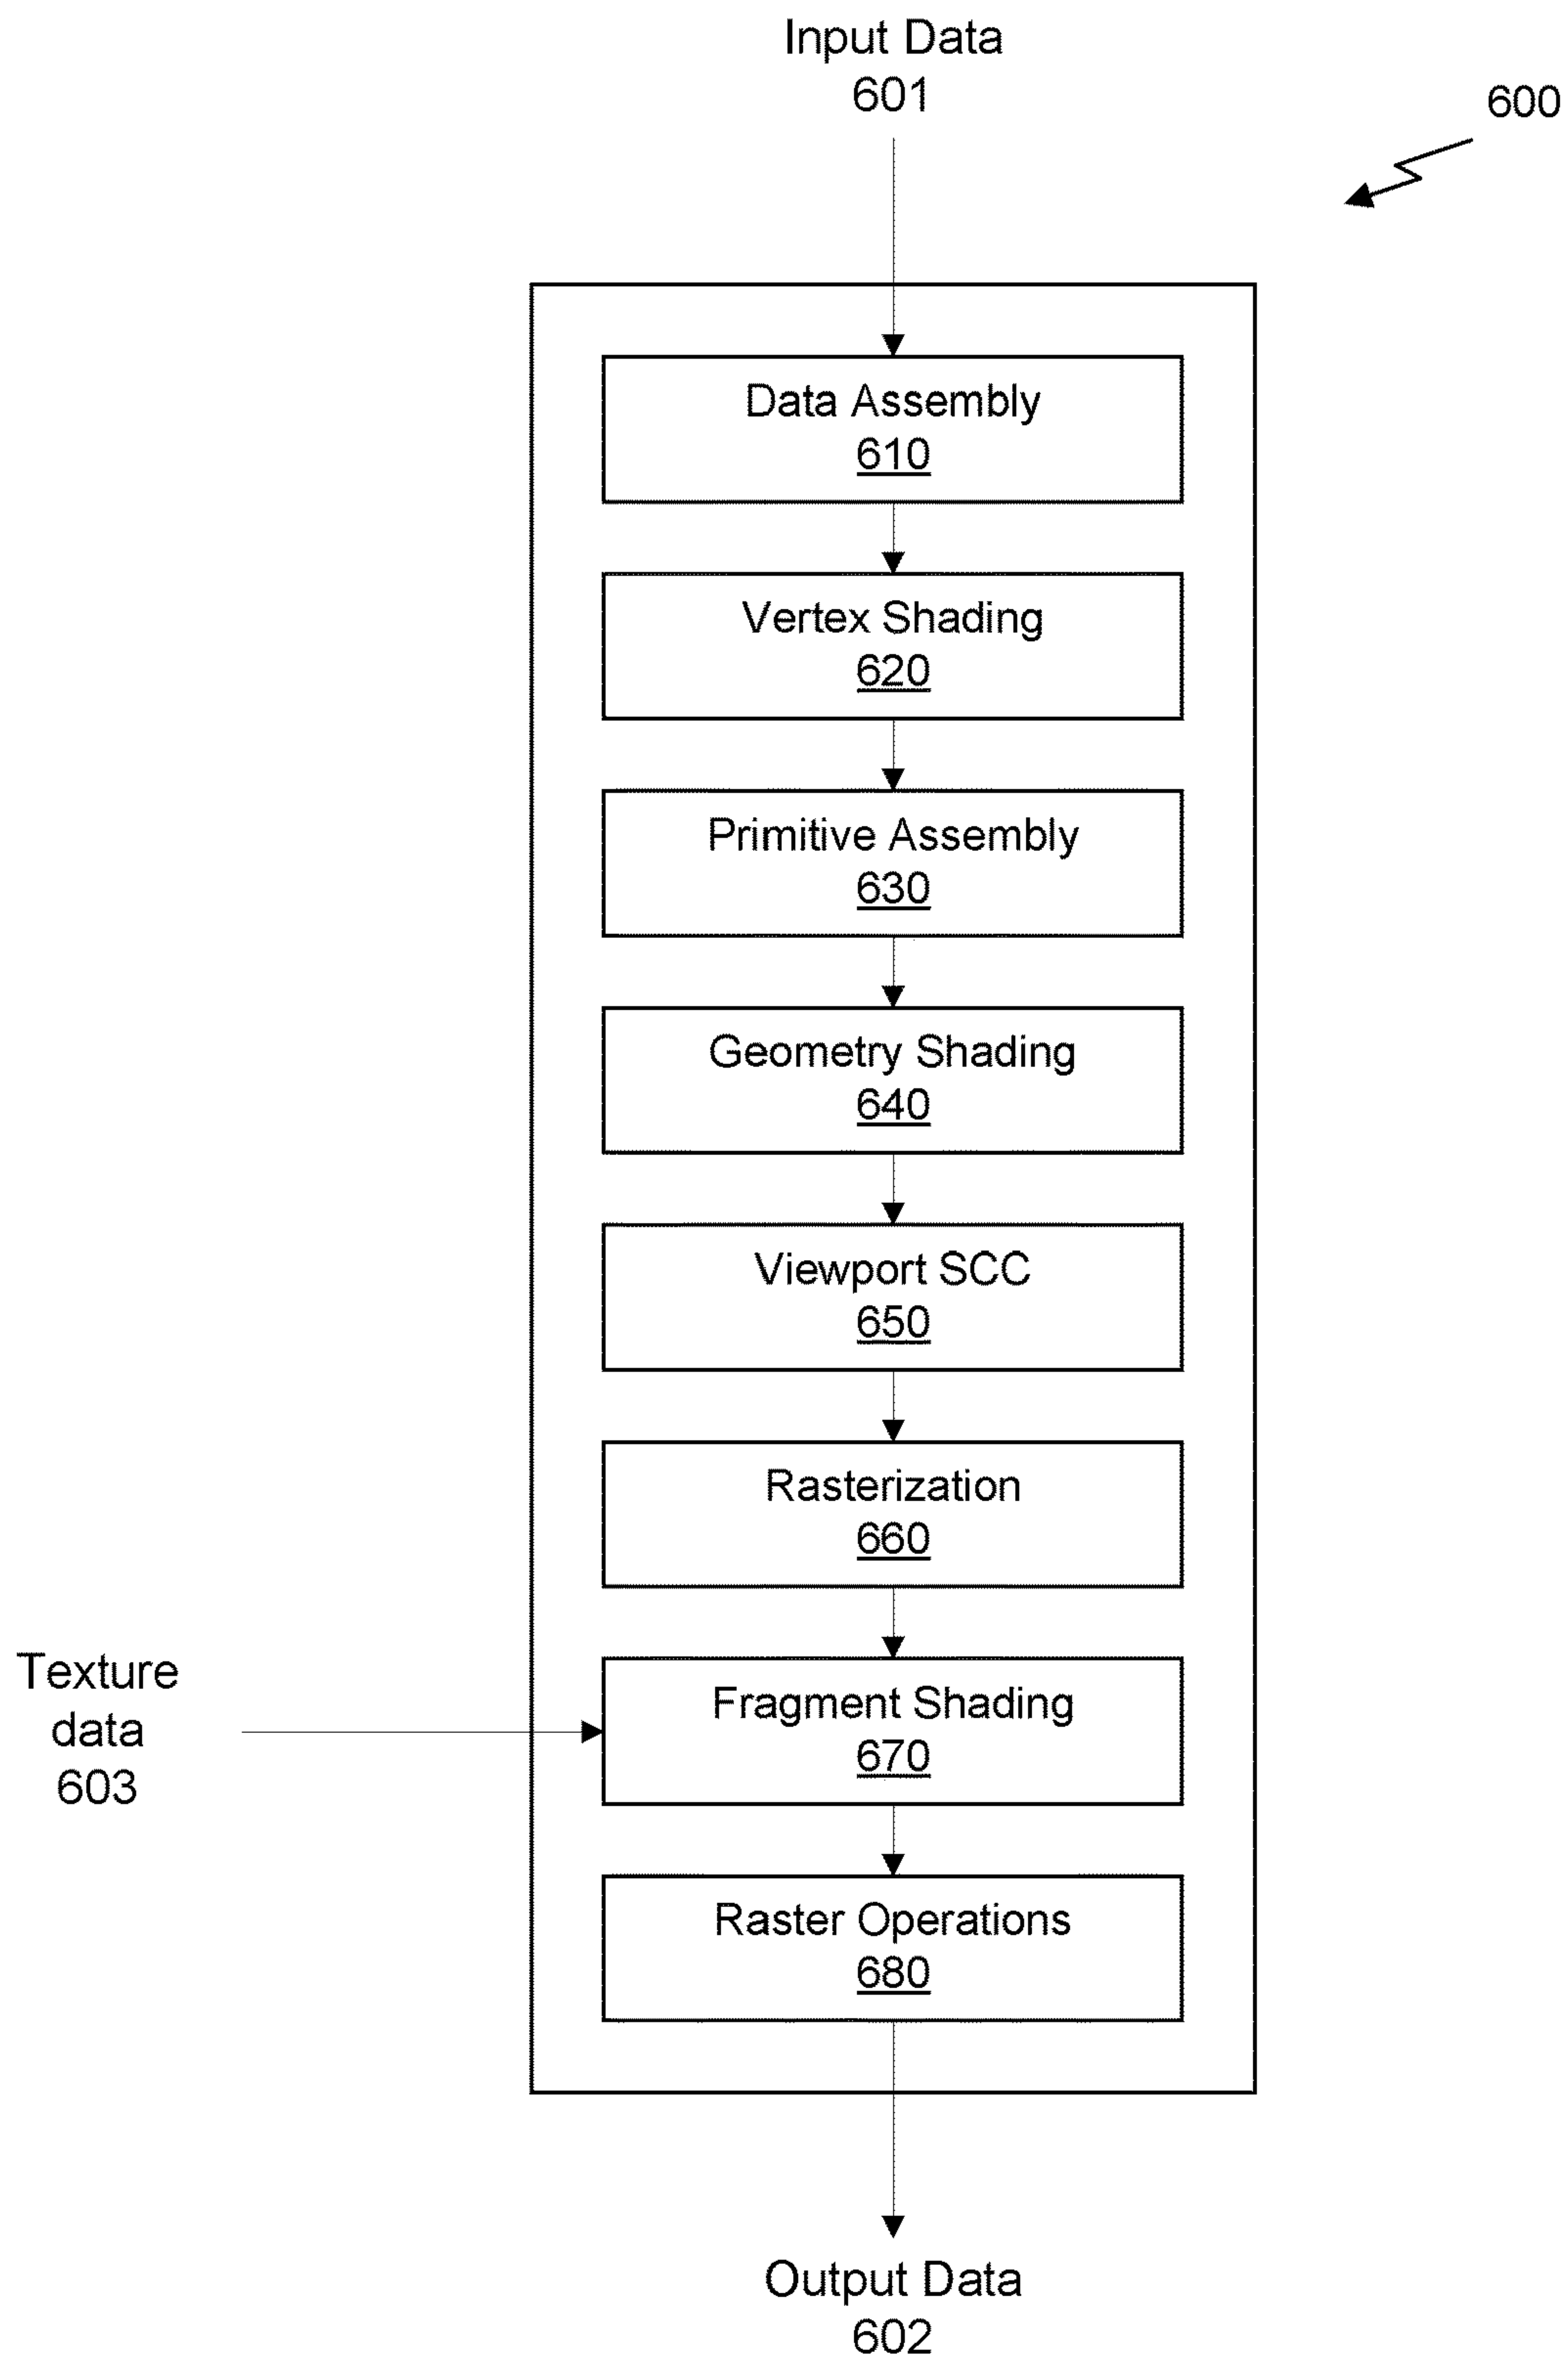 Input Data
601
600
Data Assembly
610
Vertex Shading
620
Primitive Assembly
630
Geometry Shading
640
Viewport SCC
650
Rasterization
660
Texture
data
603
Fragment Shading
670
Raster Operations
680
Output Data
602